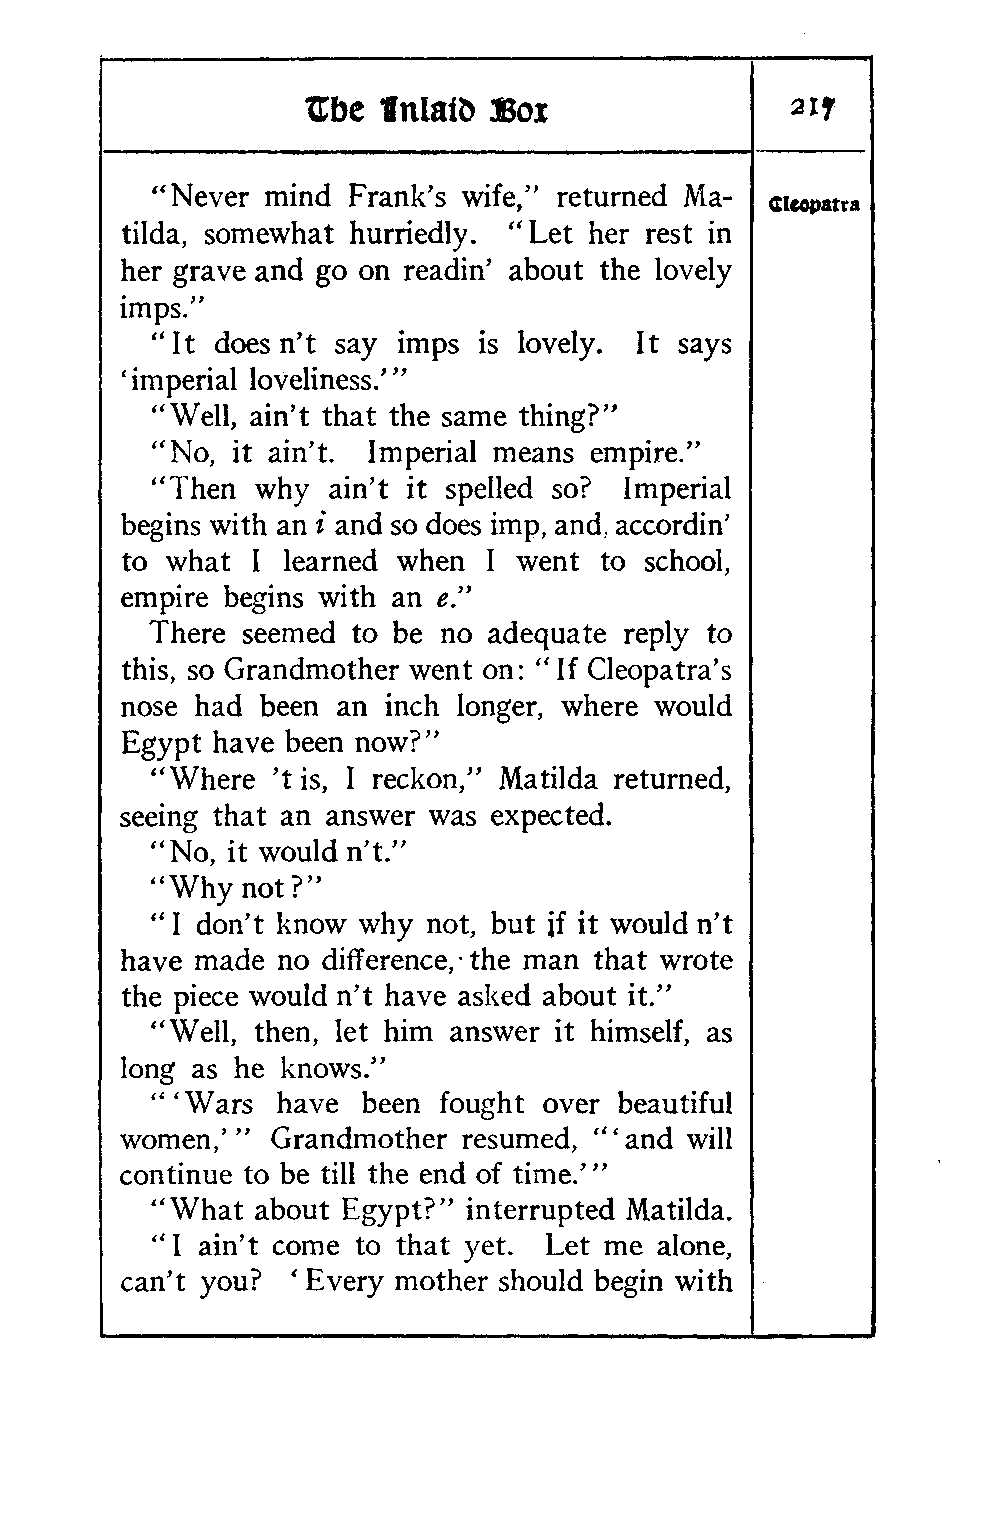 The Inlaid Box 217
Cleopatra
“Never mind Frank’s wife,” returned Ma-
tilda, somewhat hurriedly. “Let her rest in
her grave and go on readin’ about the lovely
imps.”
“It does n’t say imps is lovely. It says
‘imperial loveliness.’”
“Well, ain’t that the same thing?”
“No, it ain’t. Imperial means empire.”
“Then why ain’t it spelled so? Imperial
begins with an i and so does imp, and, accordin’
to what I learned when I went to school,
empire begins with an e.”
There seemed to be no adequate reply to
this, so Grandmother went on: “If Cleopatra’s
nose had been an inch longer, where would
Egypt have been now?”
“Where ’t is, I reckon,” Matilda returned,
seeing that an answer was expected.
“No, it would n’t.”
“Why not?”
“I don’t know why not, but if it would n’t
have made no difference, the man that wrote
the piece would n’t have asked about it.”
“Well, then, let him answer it himself, as
long as he knows.”
“‘Wars have been fought over beautiful
women,’” Grandmother resumed, “‘and will
continue to be till the end of time.’”
“What about Egypt?” interrupted Matilda.
“I ain’t come to that yet. Let me alone,
can’t you? ‘Every mother should begin with